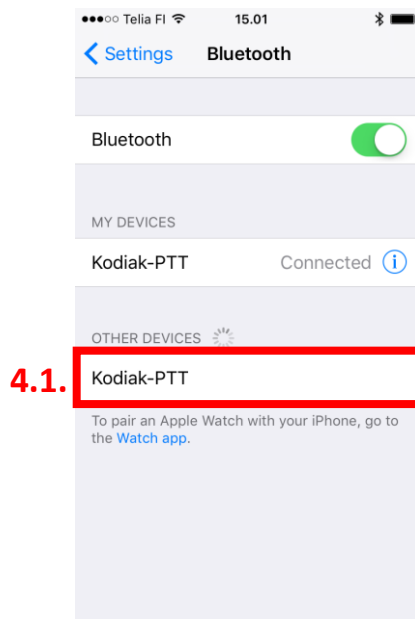 Telia FI 15.01
Settings Bluetooth
Bluetooth
MY DEVICES
Kodiak-PTT Connected i
OTHER DEVICES
4.1. Kodiak-PTT
To pair an Apple Watch with your iPhone, go to
the Watch app.